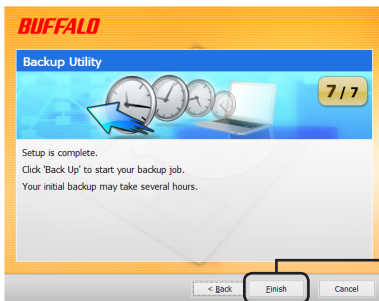 BUFFALO
Backup Utility
7 / 7
Setup is complete.
Click 'Back Up' to start your backup job.
Your initial backup may take several hours.
< Back
Finish
Cancel